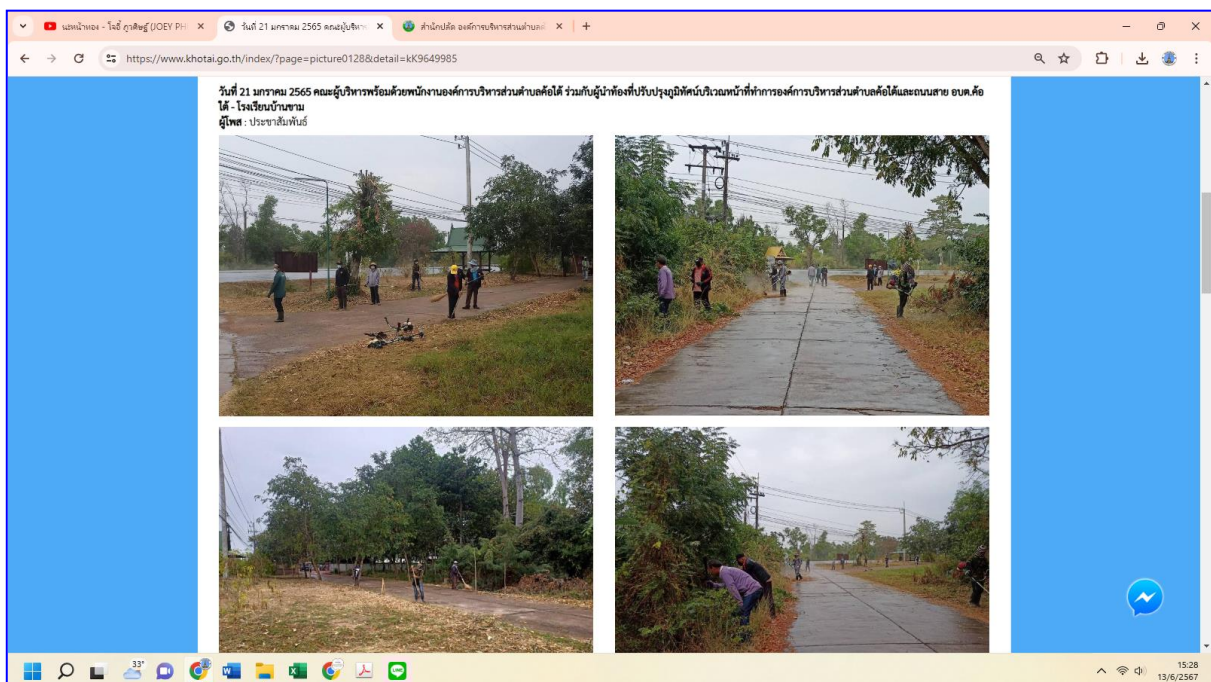 นะหน้าทอง - โจอี้ ภูวศิษฐ์ (JOEY PH
วันที่ 21 มกราคม 2565 คณะผู้บริหาร
สำนักปลัด องค์การบริหารส่วนตำบลค้
https://www.khotai.go.th/index/?page=picture0128&detail=kK9649985
วันที่ 21 มกราคม 2565 คณะผู้บริหารพร้อมด้วยพนักงานองค์การบริหารส่วนตำบลค้อใต้ ร่วมกับผู้นำท้องที่ปรับปรุงภูมิทัศน์บริเวณหน้าที่ทำการองค์การบริหารส่วนตำบลค้อใต้และถนนสาย อบต.ค้อ
ใต้ - โรงเรียนบ้านขาม
ผู้โพส : ประชาสัมพันธ์
33°
LINE
15:28
13/6/2567